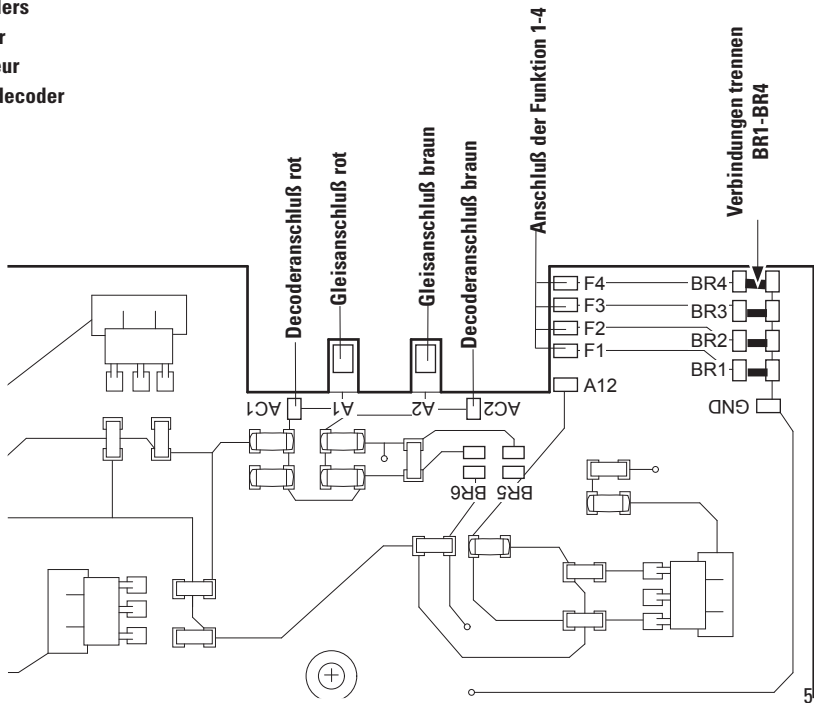 ders
r
eur
decoder
Decoderanschluß rot
Gleisanschluß rot
Gleisanschluß braun
Decoderanschluß braun
Anschluß der Funktion 1-4
Verbindungen trennen
BR1-BR4
F4
BR4
F3
BR3
F2
BR2
F1
BR1
A12
GND
AC1
A1
A2
AC2
BR6
BR5
5